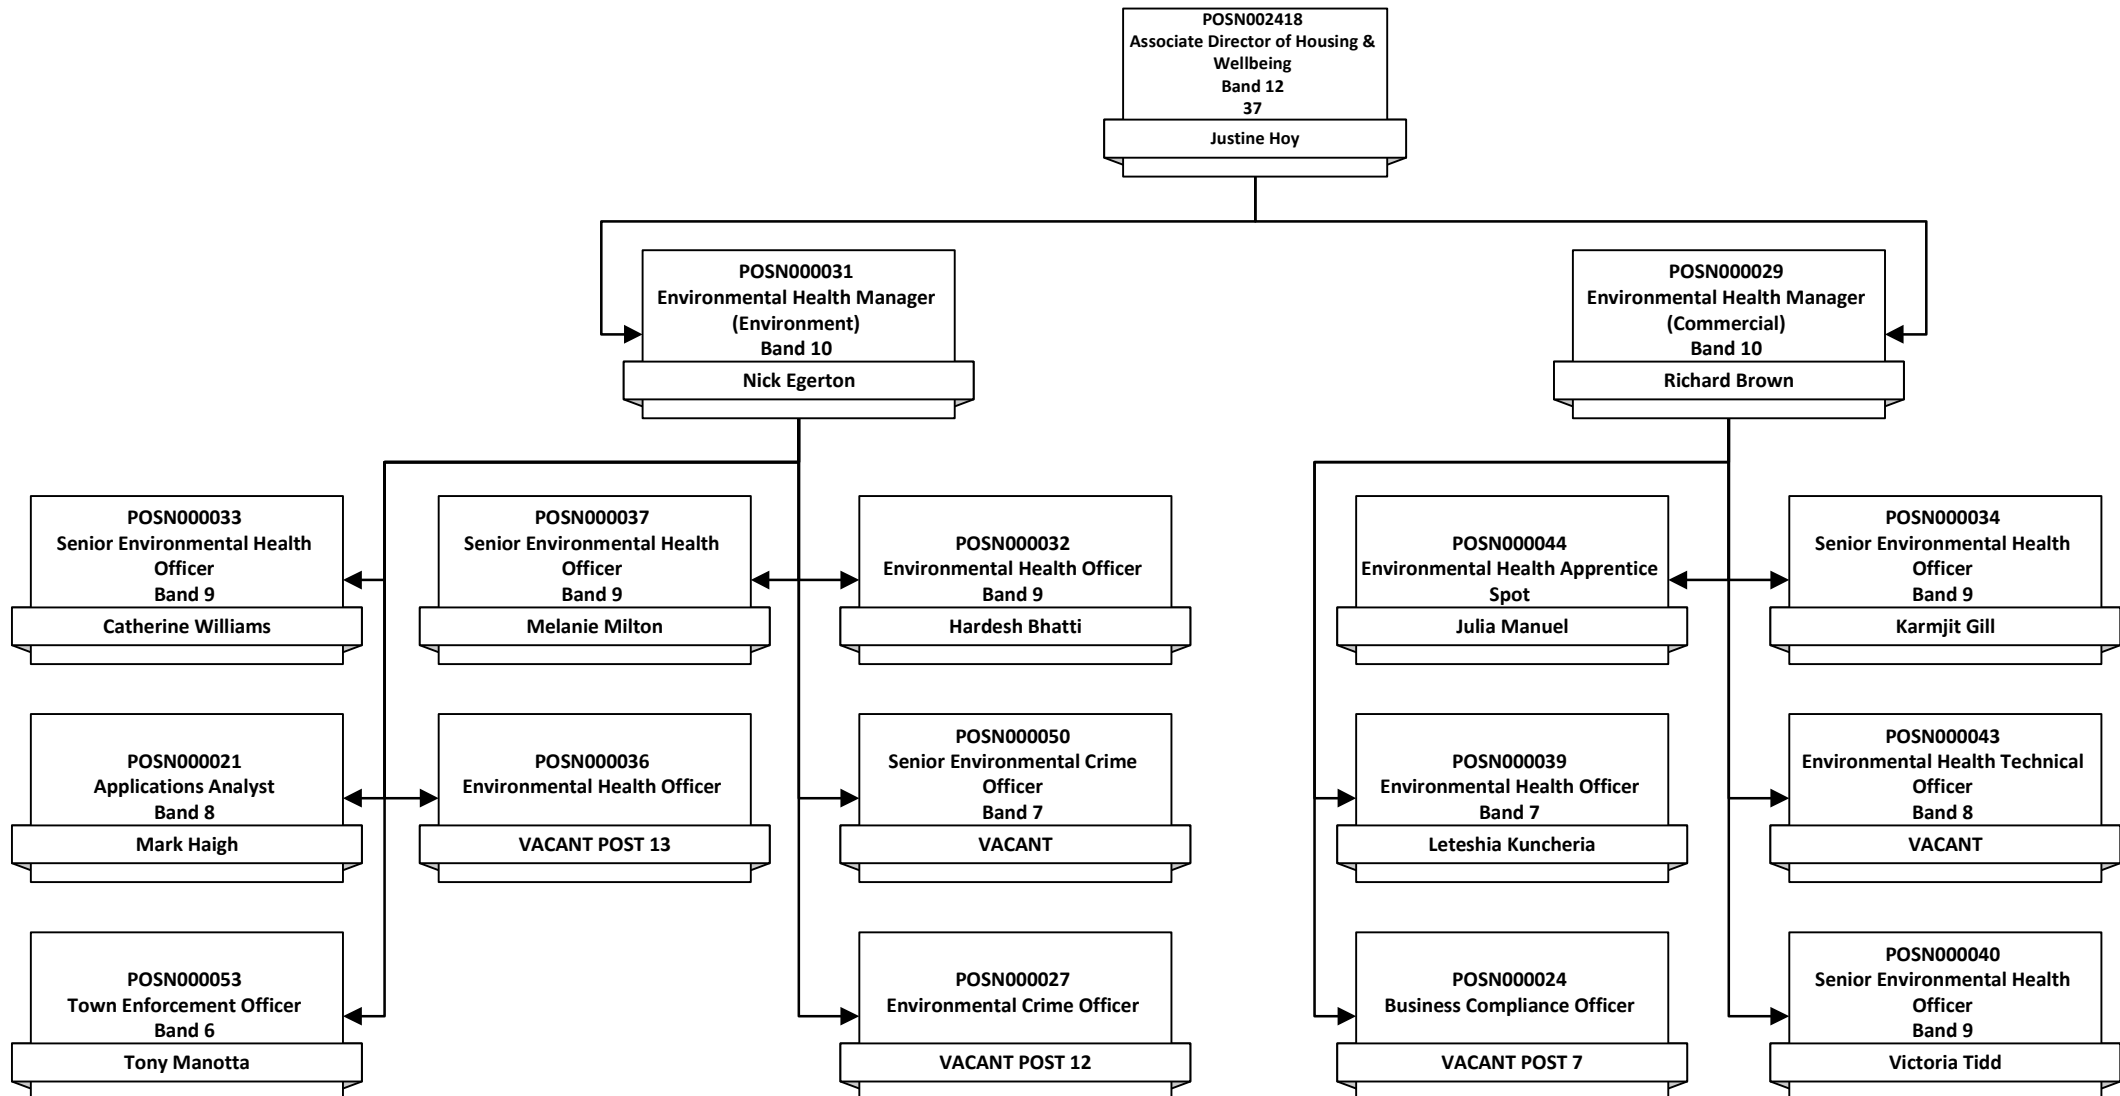 POSN002418
Associate Director of Housing &
Wellbeing
Band 12
37
Justine Hoy
POSN000031
Environmental Health Manager
(Environment)
Band 10
Nick Egerton
POSN000029
Environmental Health Manager
(Commercial)
Band 10
Richard Brown
POSN000033
Senior Environmental Health
Officer
Band 9
Catherine Williams
POSN000037
Senior Environmental Health
Officer
Band 9
Melanie Milton
POSN000032
Environmental Health Officer
Band 9
Hardesh Bhatti
POSN000044
Environmental Health Apprentice
Spot
Julia Manuel
POSN000034
Senior Environmental Health
Officer
Band 9
Karmjit Gill
POSN000021
Applications Analyst
Band 8
Mark Haigh
POSN000036
Environmental Health Officer
VACANT POST 13
POSN000050
Senior Environmental Crime
Officer
Band 7
VACANT
POSN000039
Environmental Health Officer
Band 7
Leteshia Kuncheria
POSN000043
Environmental Health Technical
Officer
Band 8
VACANT
POSN000053
Town Enforcement Officer
Band 6
Tony Manotta
POSN000027
Environmental Crime Officer
VACANT POST 12
POSN000024
Business Compliance Officer
VACANT POST 7
POSN000040
Senior Environmental Health
Officer
Band 9
Victoria Tidd